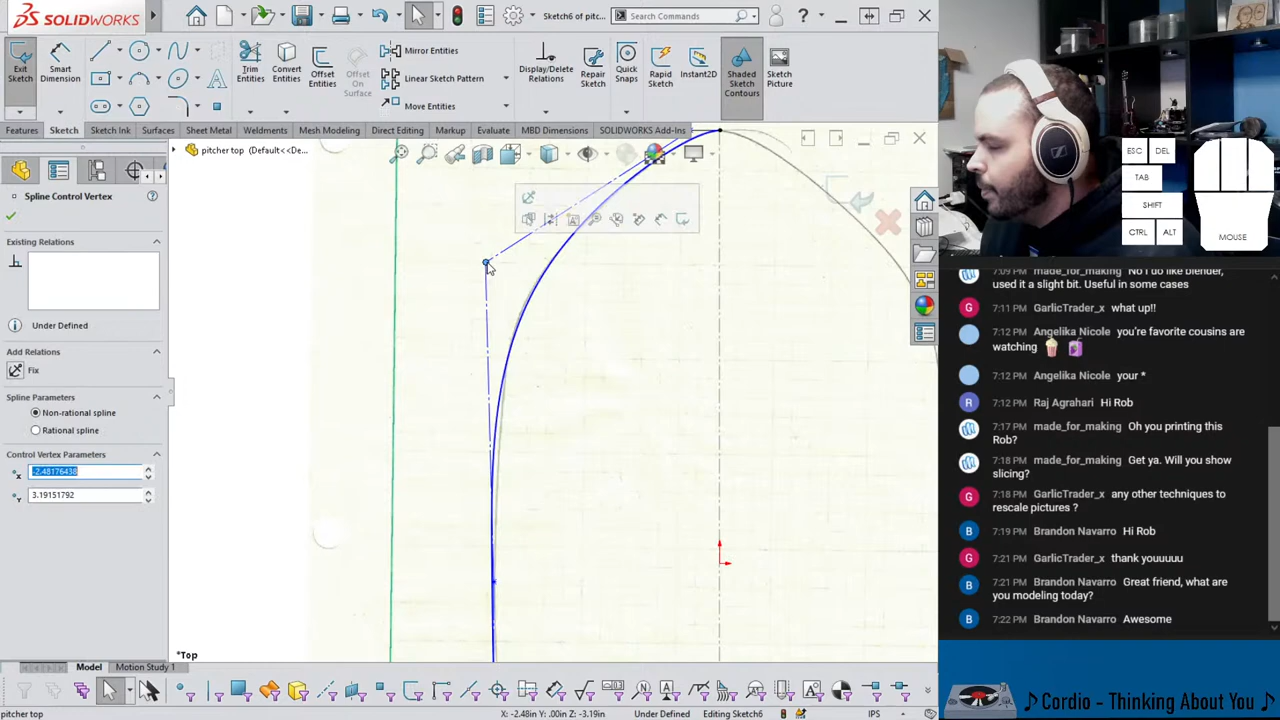 SOLIDWORKS
Sketch6 of pitc...
Search Commands
Exit Sketch
Smart Dimension
Trim Entities
Convert Entities
Offset Entities
Offset On Surface
Mirror Entities
Linear Sketch Pattern
Move Entities
Display/Delete Relations
Repair Sketch
Quick Snaps
Rapid Sketch
Instant2D
Shaded Sketch Contours
Sketch Picture
Features
Sketch
Sketch Ink
Surfaces
Sheet Metal
Weldments
Mesh Modeling
Direct Editing
Markup
Evaluate
MBD Dimensions
SOLIDWORKS Add-Ins
pitcher top (Default<<De...
Spline Control Vertex
Existing Relations
Under Defined
Add Relations
Fix
Spline Parameters
Non-rational spline
Rational spline
Control Vertex Parameters
-2.48176438
3.19151792
*Top
Model
Motion Study 1
pitcher top
X: -2.48in Y: .00in Z: -3.19in
Under Defined
Editing Sketch6
IPS
ESC
DEL
TAB
SHIFT
CTRL
ALT
MOUSE
7:09 PM made_for_making No I do like blender,
used it a slight bit. Useful in some cases
G
7:11 PM GarlicTrader_x what up!!
7:12 PM Angelika Nicole you're favorite cousins are
watching
7:12 PM Angelika Nicole your *
R
7:12 PM Raj Agrahari Hi Rob
7:17 PM made_for_making Oh you printing this
Rob?
7:18 PM made_for_making Get ya. Will you show
slicing?
G
7:18 PM GarlicTrader_x any other techniques to
rescale pictures ?
B
7:19 PM Brandon Navarro Hi Rob
G
7:21 PM GarlicTrader_x thank youuuuu
B
7:21 PM Brandon Navarro Great friend, what are
you modeling today?
B
7:22 PM Brandon Navarro Awesome
♪ Cordio - Thinking About You ♪